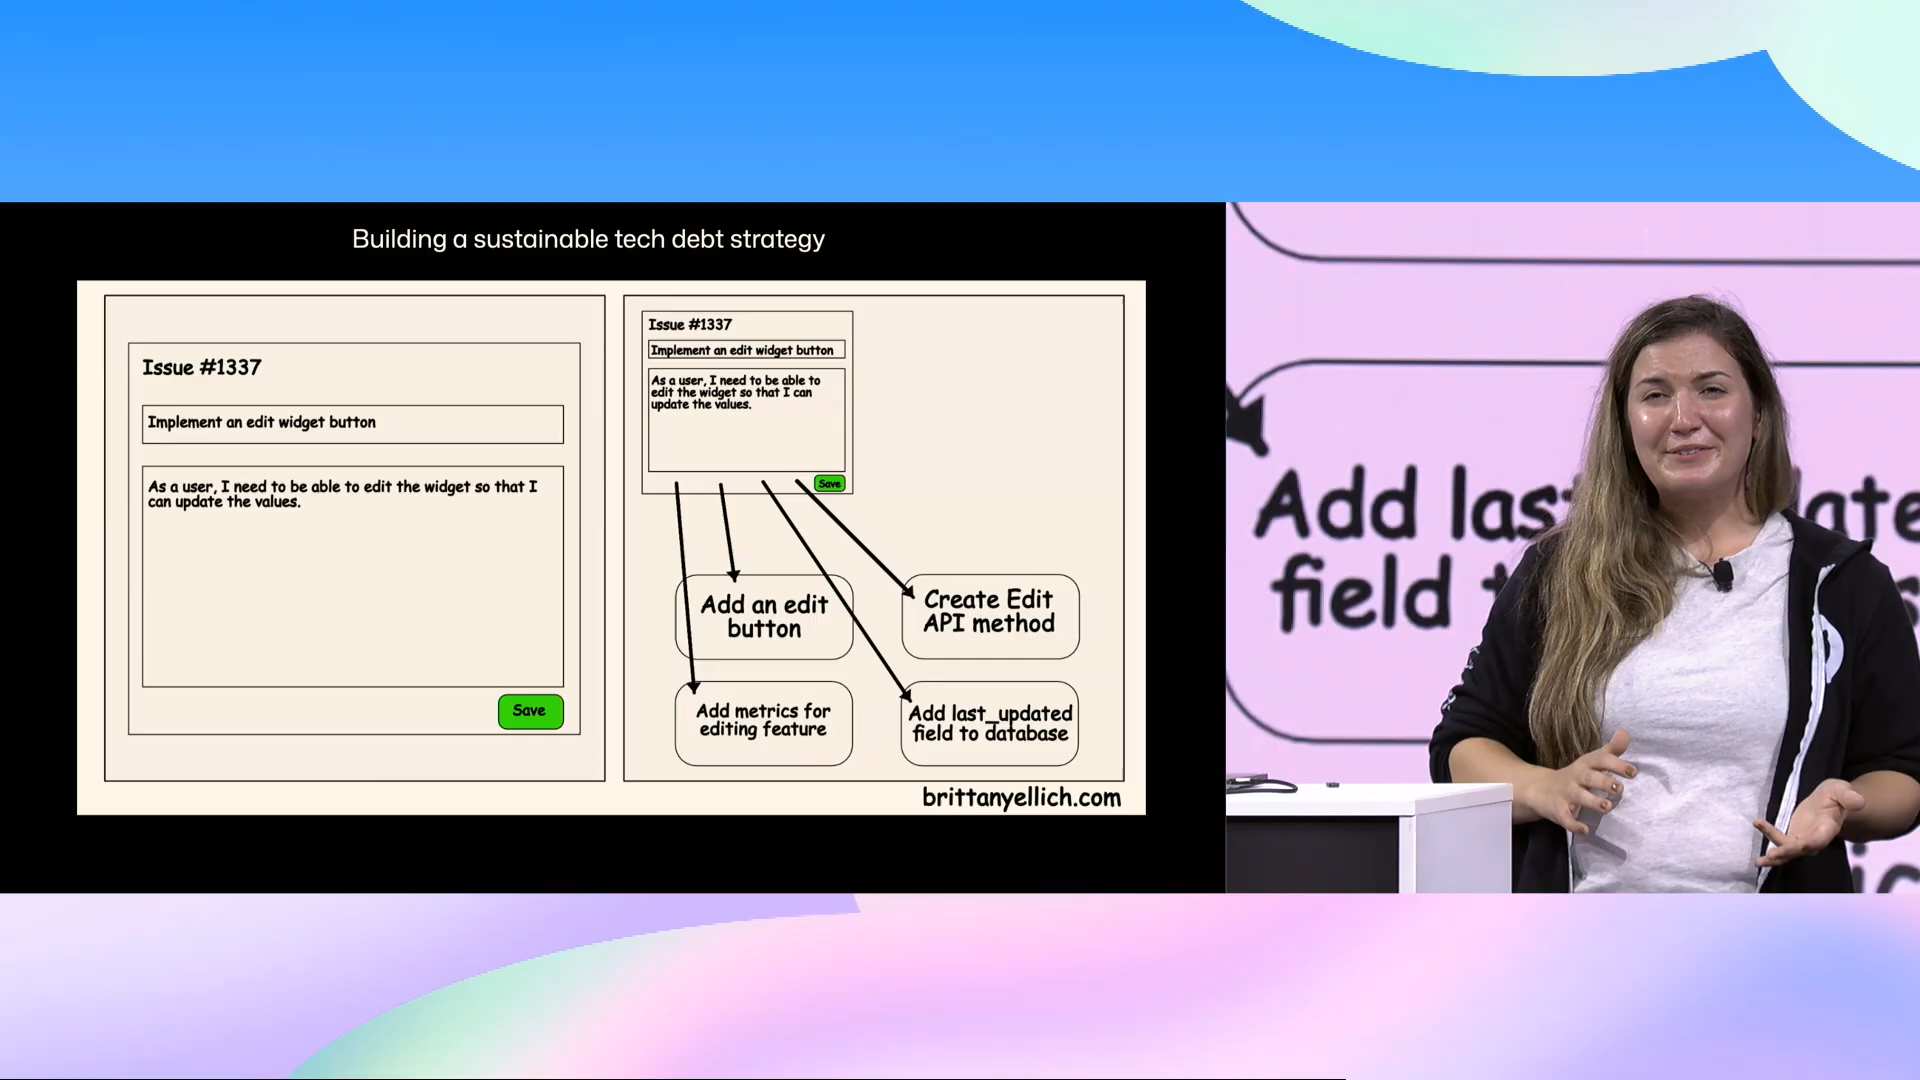 Building a sustainable tech debt strategy
Issue #1337
Implement an edit widget button
As a user, I need to be able to edit the widget so that I
can update the values.
Save
Issue #1337
Implement an edit widget button
As a user, I need to be able to
edit the widget so that I can
update the values.
Save
Add an edit
button
Create Edit
API method
Add metrics for
editing feature
Add last_updated
field to database
brittanyellich.com
Add
field